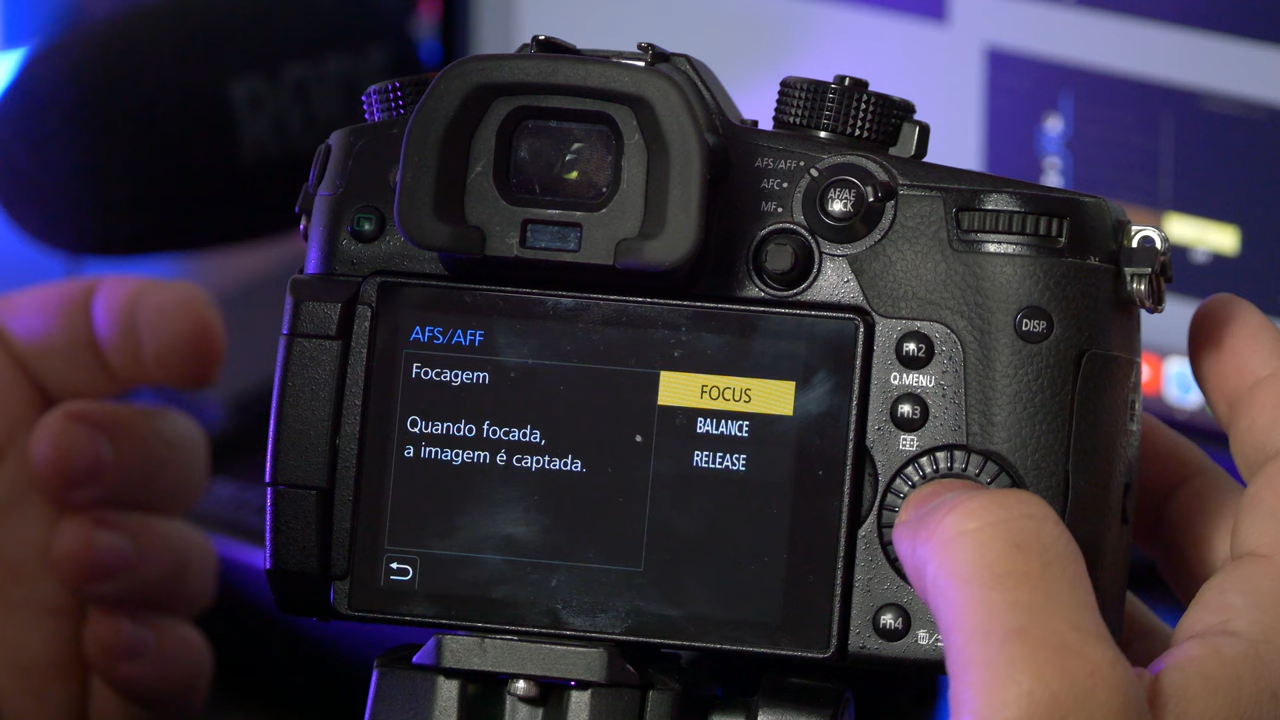 RODE
AFS/AFF
AFC
MF
AF/AE
LOCK
DISP.
Fn2
Q.MENU
Fn3
Fn4
AFS/AFF
Focagem
Quando focada,
a imagem é captada.
FOCUS
BALANCE
RELEASE